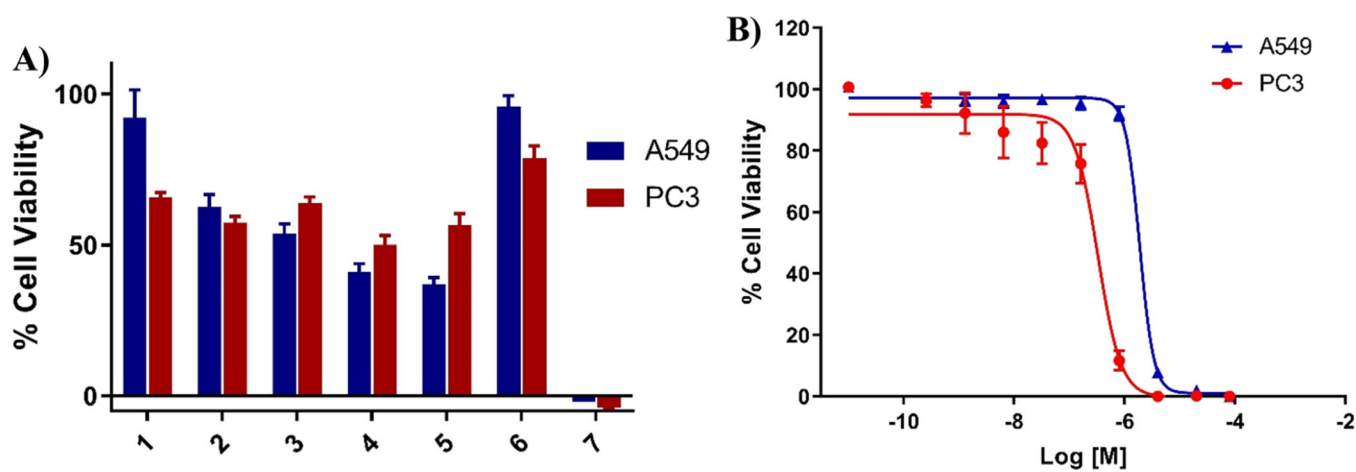 A)
% Cell Viability
100
50
0
1 2 3 4 5 6 7
A549
PC3
B)
% Cell Viability
120
100
80
60
40
20
0
-10 -8 -6 -4 -2
Log [M]
A549
PC3